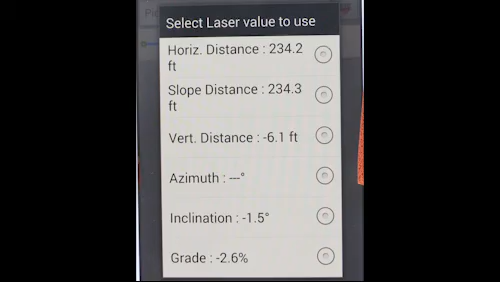 Select Laser value to use
Horiz. Distance : 234.2
ft
Slope Distance : 234.3
ft
Vert. Distance : -6.1 ft
Azimuth : ---°
Inclination : -1.5°
Grade : -2.6%